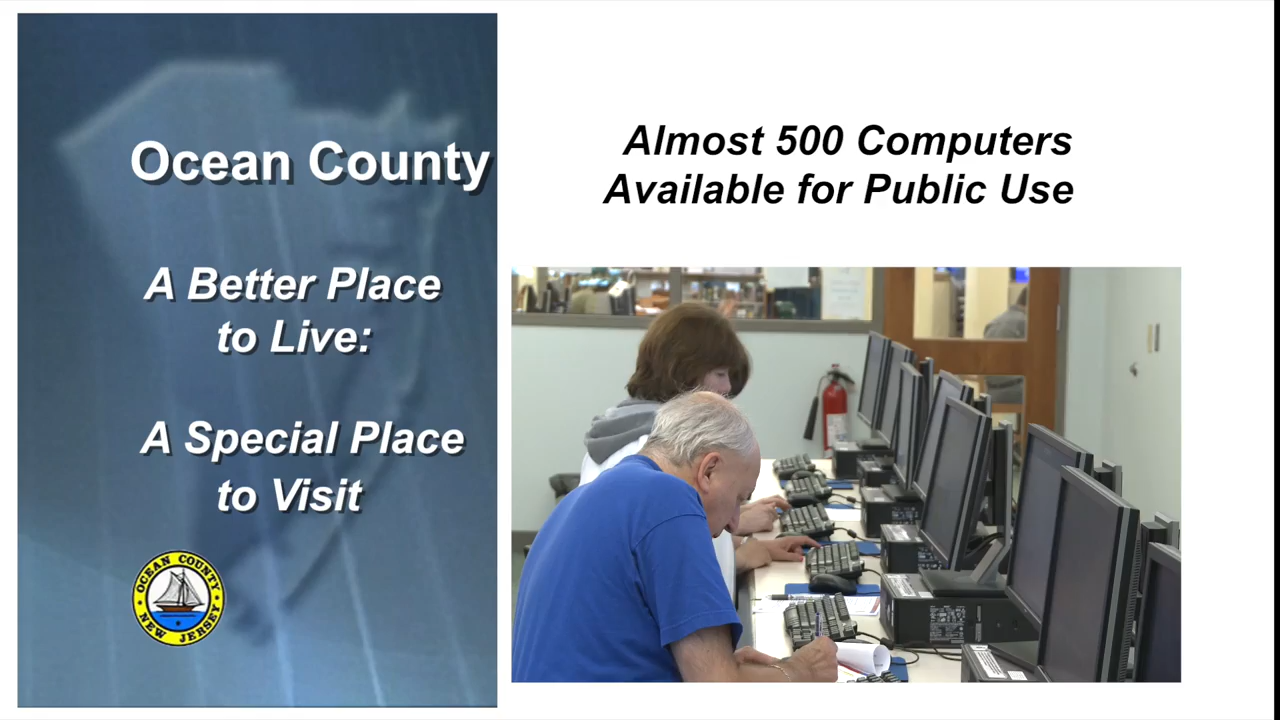 Ocean County
A Better Place
to Live:
A Special Place
to Visit
OCEAN COUNTY
NEW JERSEY
Almost 500 Computers
Available for Public Use